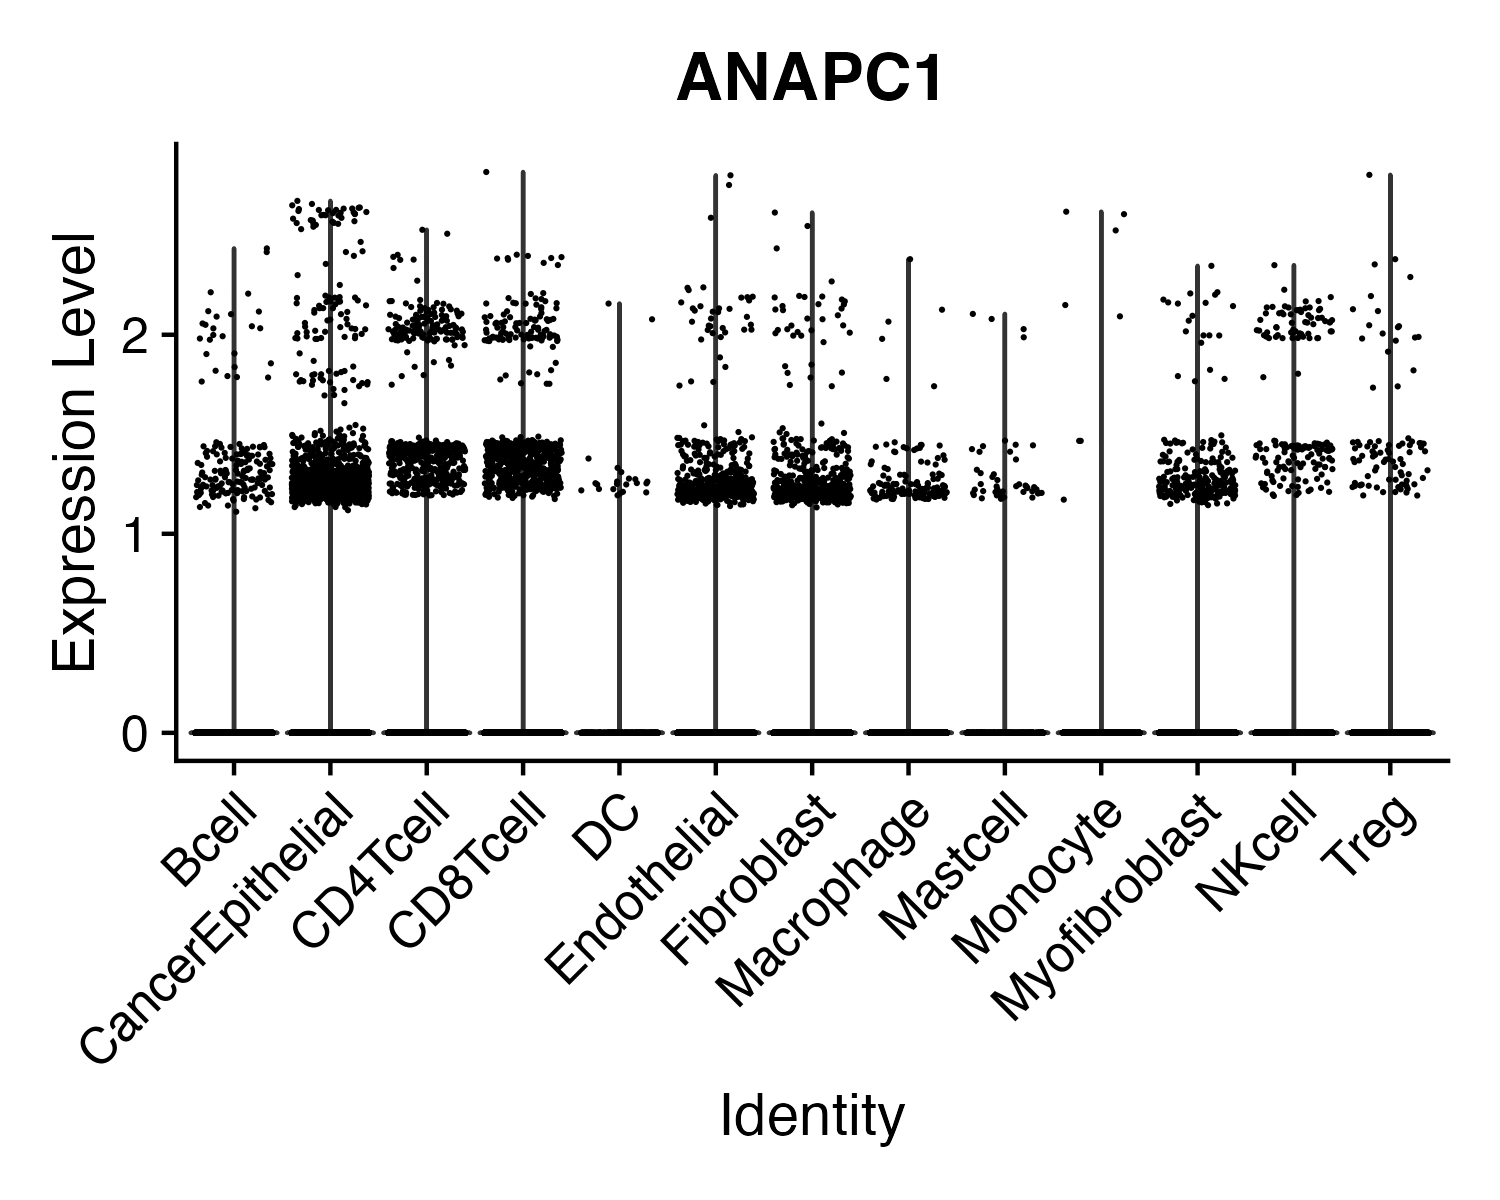 ANAPC1
Expression Level
2
1
0
Bcell
CancerEpithelial
CD4Tcell
CD8Tcell
DC
Endothelial
Fibroblast
Macrophage
Mastcell
Monocyte
Myofibroblast
NKcell
Treg
Identity